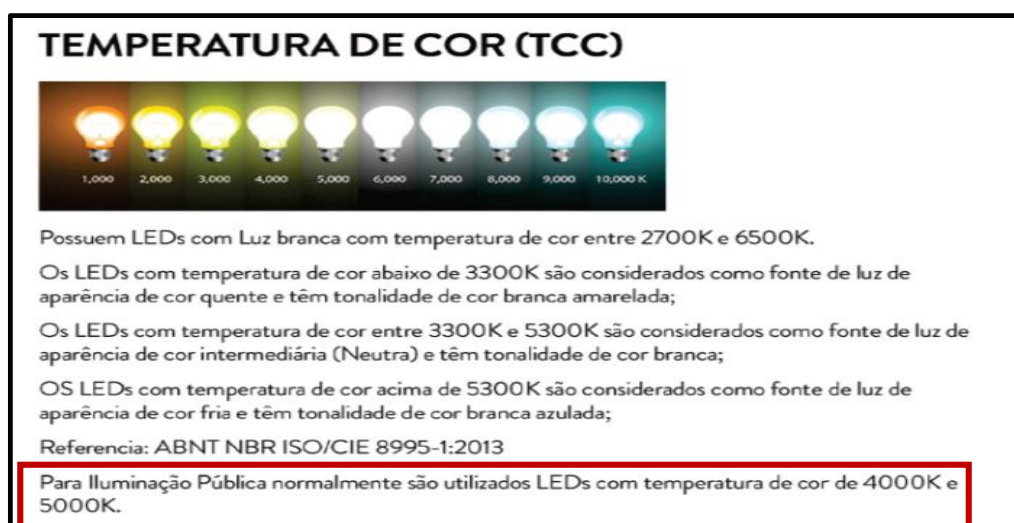 TEMPERATURA DE COR (TCC)
1,000 2,000 3,000 4,000 5,000 6,000 7,000 8,000 9,000 10,000 K
Possuem LEDs com Luz branca com temperatura de cor entre 2700K e 6500K.
Os LEDs com temperatura de cor abaixo de 3300K são considerados como fonte de luz de
aparência de cor quente e têm tonalidade de cor branca amarelada;
Os LEDs com temperatura de cor entre 3300K e 5300K são considerados como fonte de luz de
aparência de cor intermediária (Neutra) e têm tonalidade de cor branca;
OS LEDs com temperatura de cor acima de 5300K são considerados como fonte de luz de
aparência de cor fria e têm tonalidade de cor branca azulada;
Referencia: ABNT NBR ISO/CIE 8995-1:2013
Para Iluminação Pública normalmente são utilizados LEDs com temperatura de cor de 4000K e
5000K.